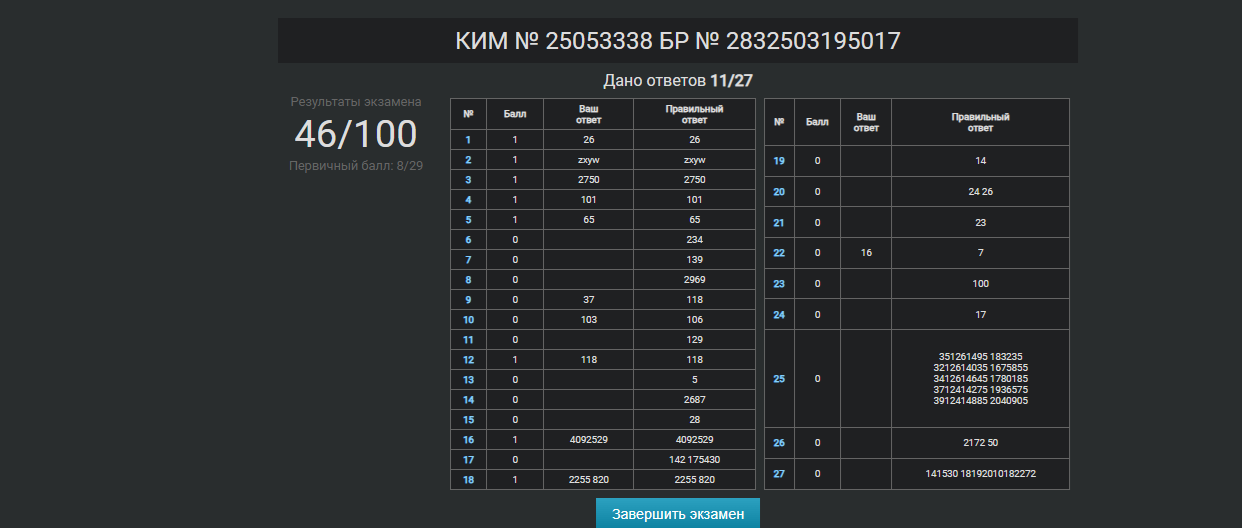 КИМ № 25053338 БР № 2832503195017
Дано ответов 11/27
Результаты экзамена
46/100
Первичный балл: 8/29
№ Балл Ваш ответ Правильный ответ
1 1 26 26
2 1 zxyw zxyw
3 1 2750 2750
4 1 101 101
5 1 65 65
6 0 234
7 0 139
8 0 2969
9 0 37 118
10 0 103 106
11 0 129
12 1 118 118
13 0 5
14 0 2687
15 0 28
16 1 4092529 4092529
17 0 142 175430
18 1 2255 820 2255 820
№ Балл Ваш ответ Правильный ответ
19 0 14
20 0 24 26
21 0 23
22 0 16 7
23 0 100
24 0 17
25 0 351261495 183235
3212614035 1675855
3412614645 1780185
3712414275 1936575
3912414885 2040905
26 0 2172 50
27 0 141530 18192010182272
Завершить экзамен